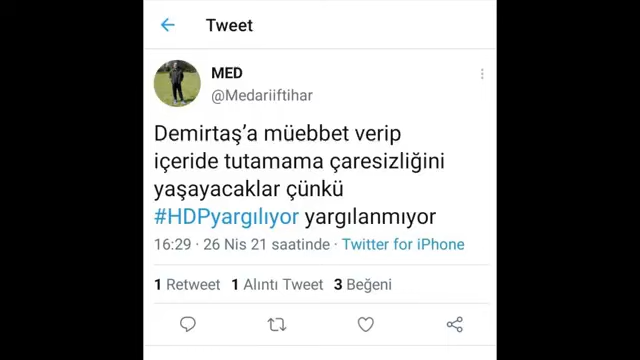 Tweet
MED
@Medariiftihar
Demirtaş’a müebbet verip
içeride tutamama çaresizliğini
yaşayacaklar çünkü
#HDPyargılıyor yargılanmıyor
16:29 · 26 Nis 21 saatinde · Twitter for iPhone
1 Retweet 1 Alıntı Tweet 3 Beğeni